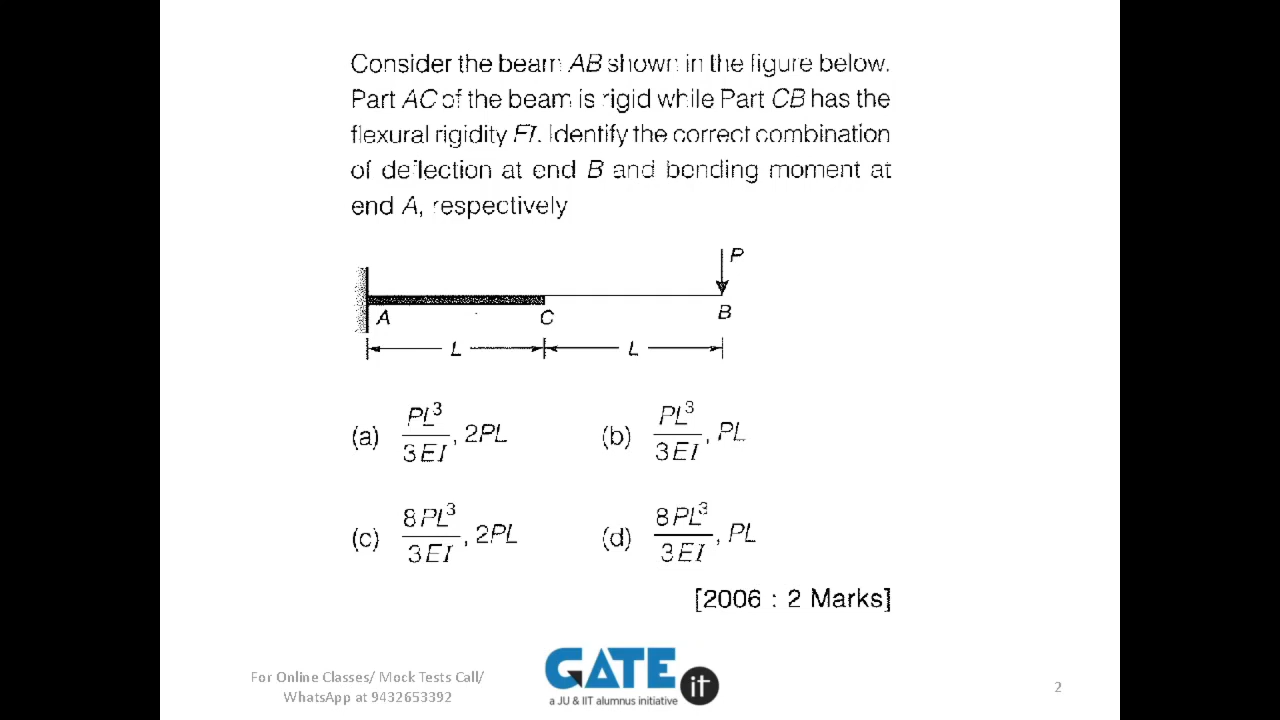 Consider the beam AB shown in the figure below.
Part AC of the beam is rigid while Part CB has the
flexural rigidity EI. Identify the correct combination
of deflection at end B and bending moment at
end A, respectively
P
A
C
B
L
L
(a) PL³/3EI, 2PL
(b) PL³/3EI, PL
(c) 8PL³/3EI, 2PL
(d) 8PL³/3EI, PL
[2006 : 2 Marks]
For Online Classes/ Mock Tests Call/
WhatsApp at 9432653392
GATE it
a JU & IIT alumnus initiative
2